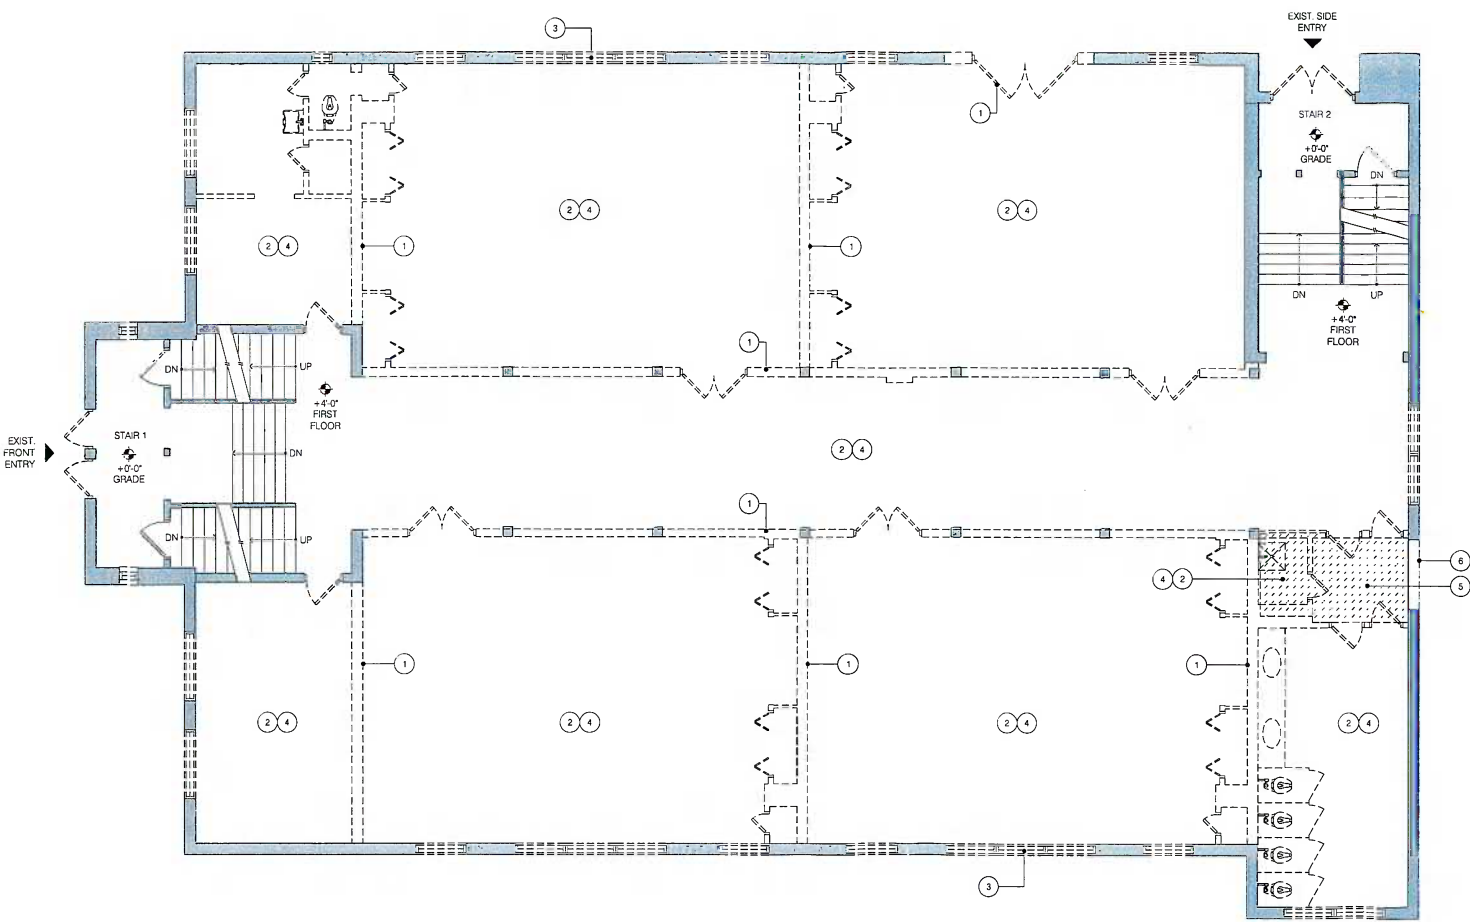 EXIST. SIDE
ENTRY
3
1
STAIR 2
+0'-0"
GRADE
DN
2 4
2 4
2 4
1
1
DN
UP
+4'-0"
FIRST
FLOOR
1
DN
UP
+4'-0"
FIRST
FLOOR
EXIST.
FRONT
ENTRY
STAIR 1
+0'-0"
GRADE
DN
2 4
1
DN
UP
6
4 2
5
1
1
1
2 4
2 4
2 4
2 4
3